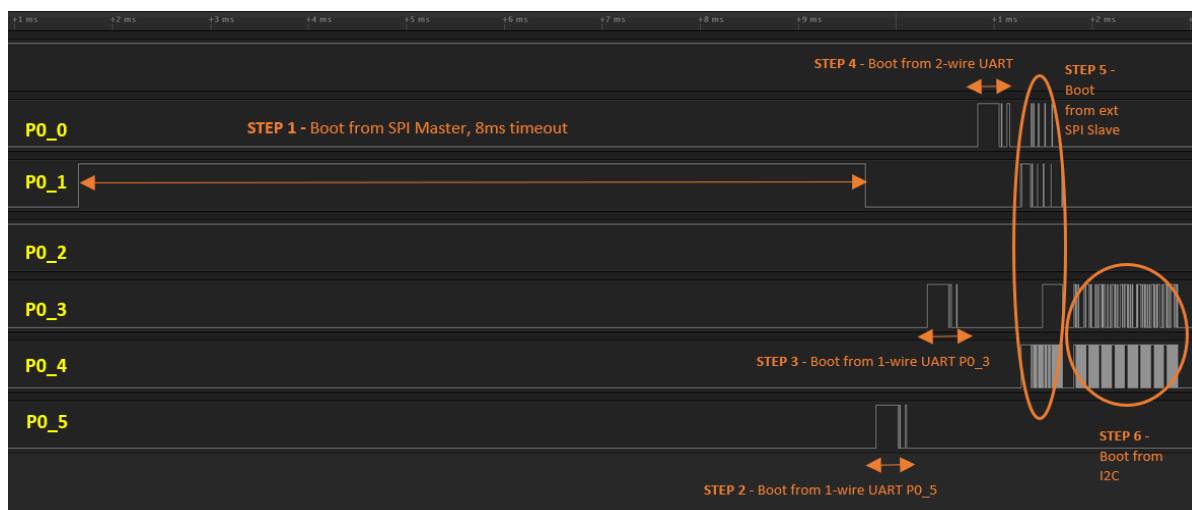 +1 ms +2 ms +3 ms +4 ms +5 ms +6 ms +7 ms +8 ms +9 ms +1 ms +2 ms
STEP 4 - Boot from 2-wire UART
STEP 5 -
Boot
from ext
SPI Slave
P0_0
STEP 1 - Boot from SPI Master, 8ms timeout
P0_1
P0_2
P0_3
STEP 3 - Boot from 1-wire UART P0_3
P0_4
P0_5
STEP 6 -
Boot from
I2C
STEP 2 - Boot from 1-wire UART P0_5